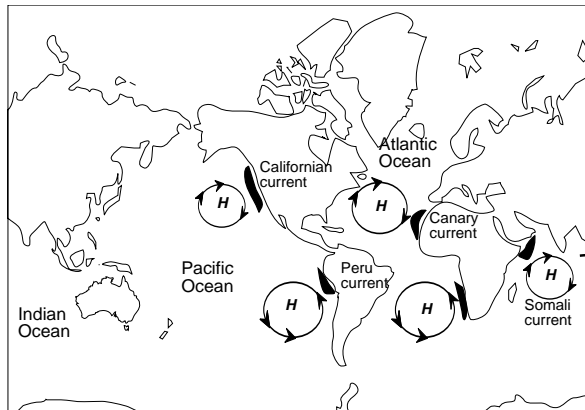 Atlantic
Ocean
Californian
current
H
H
Canary
current
Pacific
Ocean
Peru
current
H
H
H
Indian
Ocean
Somali
current